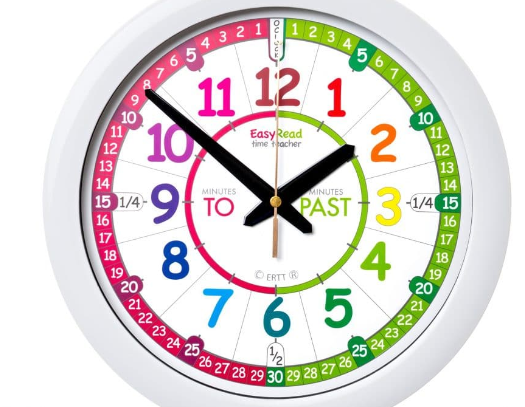 O'CLOCK
1 2 3 4 5 6 7 8 9 10 11 12 13 14 15 16 17 18 19 20 21 22 23 24 25 26 27 28 29 30
1 2 3 4 5 6 7 8 9 10 11 12 13 14 15 16 17 18 19 20 21 22 23 24 25 26 27 28 29
12
1
2
3
4
5
6
7
8
9
10
11
1/4
1/4
1/2
EasyRead
time teacher
MINUTES
TO
MINUTES
PAST
© ERTT ®